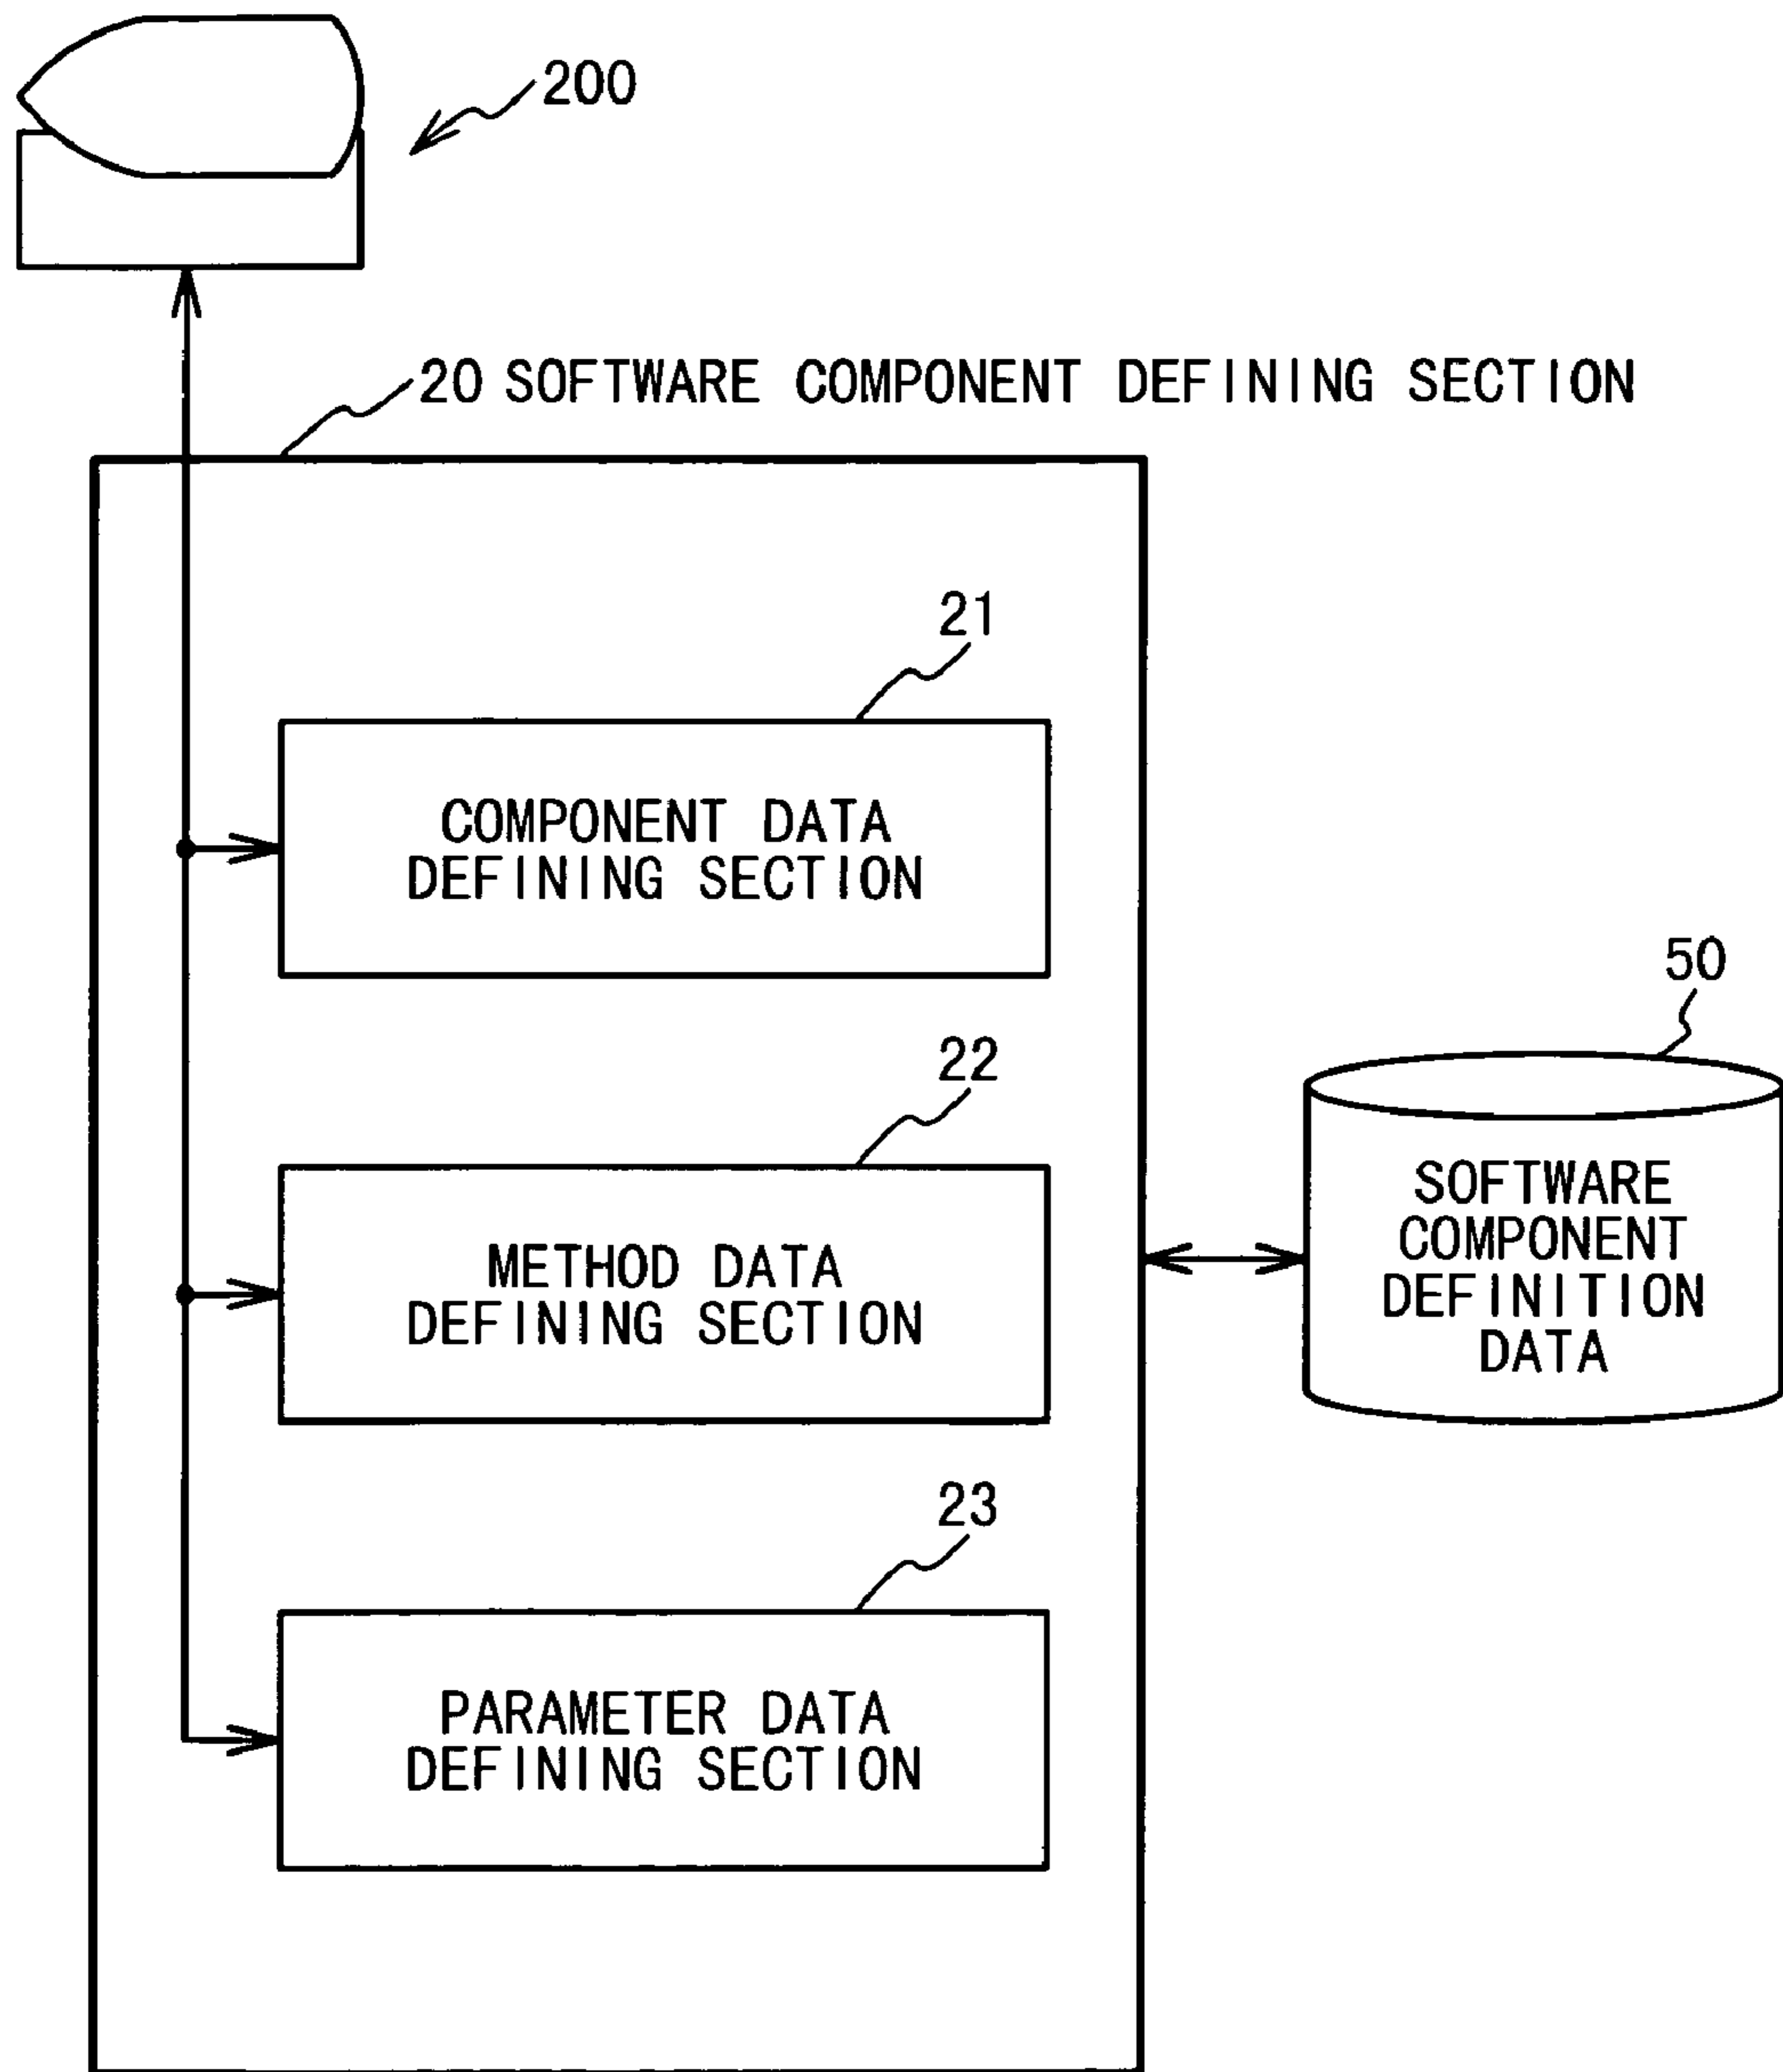 200
20 SOFTWARE COMPONENT DEFINING SECTION
21
COMPONENT DATA
DEFINING SECTION
50
22
SOFTWARE
COMPONENT
DEFINITION
DATA
METHOD DATA
DEFINING SECTION
23
PARAMETER DATA
DEFINING SECTION